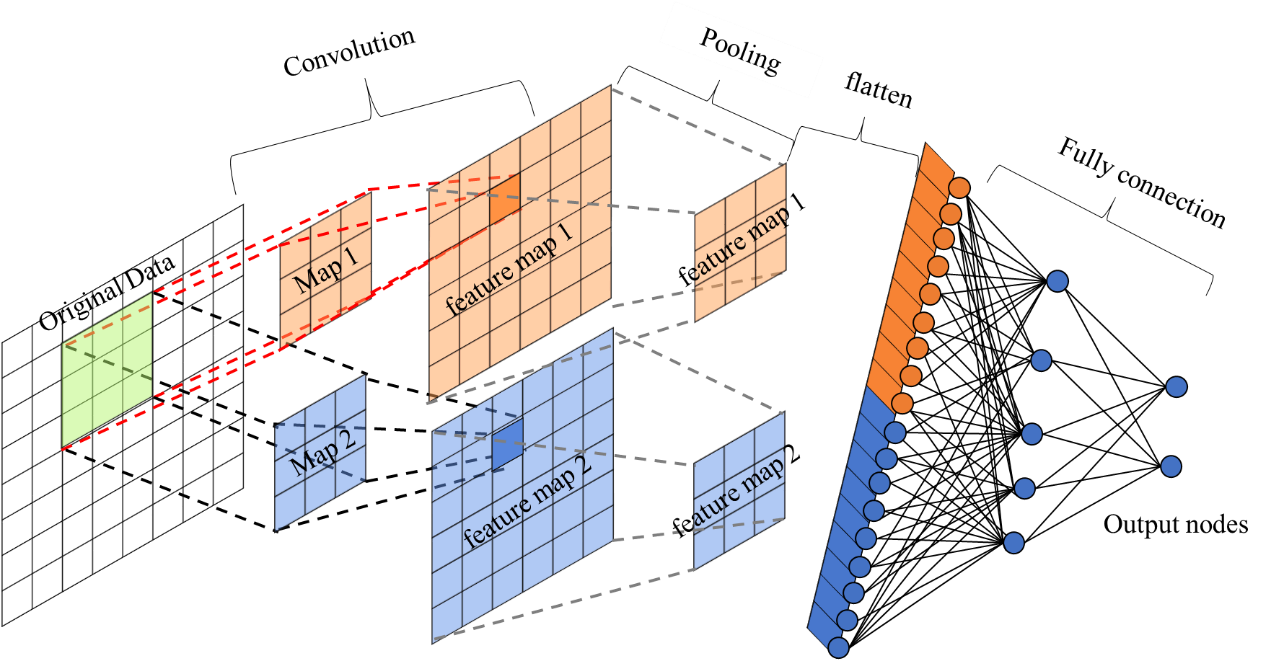 Convolution
Pooling
flatten
Fully connection
Original Data
Map 1
feature map 1
feature map 1
Map 2
feature map 2
feature map 2
Output nodes